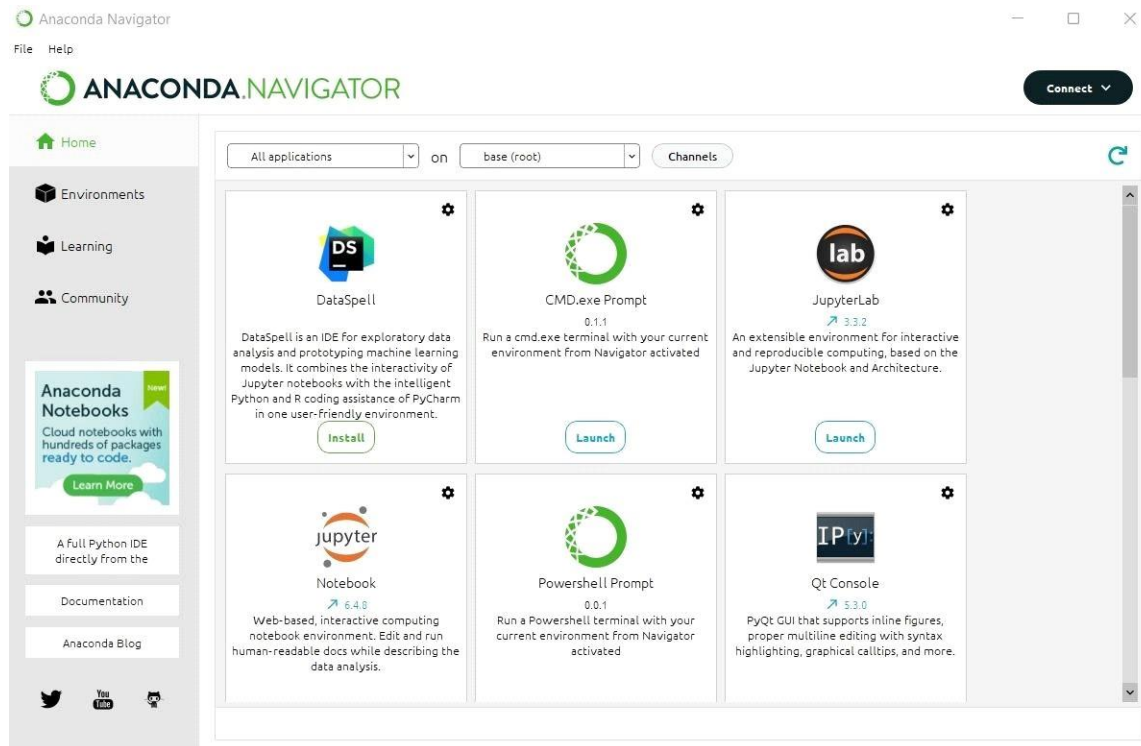 Anaconda Navigator
File Help
ANACONDA.NAVIGATOR
Connect
Home
Environments
Learning
Community
Anaconda
Notebooks
New!
Cloud notebooks with
hundreds of packages
ready to code.
Learn More
A full Python IDE
directly from the
Documentation
Anaconda Blog
You
Tube
All applications on base (root) Channels
DS
DataSpell
DataSpell is an IDE for exploratory data
analysis and prototyping machine learning
models. It combines the interactivity of
Jupyter notebooks with the intelligent
Python and R coding assistance of PyCharm
in one user-friendly environment.
Install
CMD.exe Prompt
0.1.1
Run a cmd.exe terminal with your current
environment from Navigator activated
Launch
lab
JupyterLab
3.3.2
An extensible environment for interactive
and reproducible computing, based on the
Jupyter Notebook and Architecture.
Launch
jupyter
Notebook
6.4.8
Web-based, interactive computing
notebook environment. Edit and run
human-readable docs while describing the
data analysis.
Powershell Prompt
0.0.1
Run a Powershell terminal with your
current environment from Navigator
activated
IP[y]:
Qt Console
5.3.0
PyQt GUI that supports inline figures,
proper multiline editing with syntax
highlighting, graphical calltips, and more.